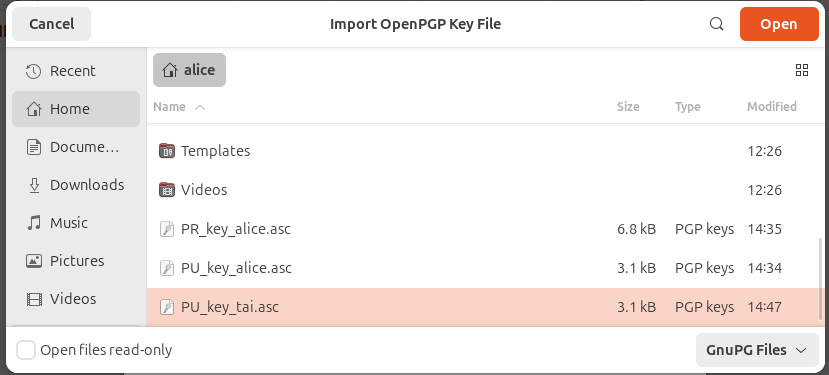 Cancel Import OpenPGP Key File Open
Recent
Home
Docume...
Downloads
Music
Pictures
Videos
alice
Name Size Type Modified
Templates 12:26
Videos 12:26
PR_key_alice.asc 6.8 kB PGP keys 14:35
PU_key_alice.asc 3.1 kB PGP keys 14:34
PU_key_tai.asc 3.1 kB PGP keys 14:47
Open files read-only GnuPG Files